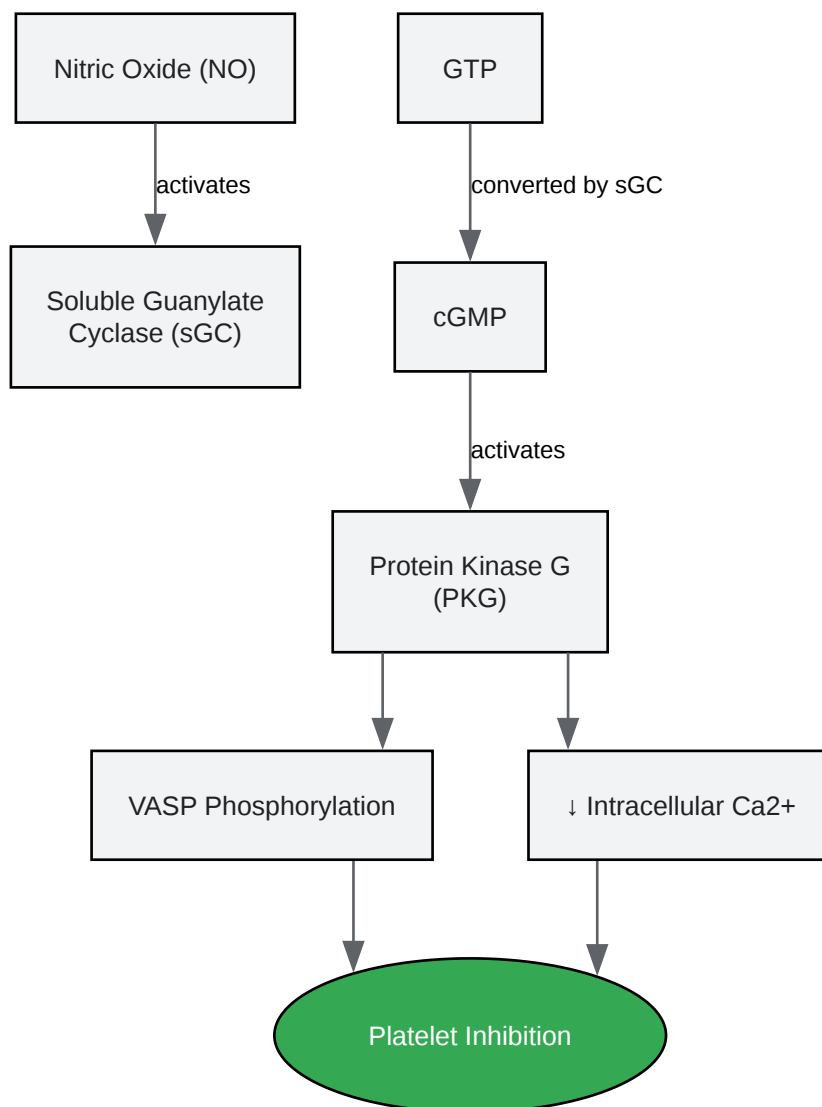 Nitric Oxide (NO)
GTP
activates
converted by sGC
Soluble Guanylate
Cyclase (sGC)
cGMP
activates
Protein Kinase G
(PKG)
VASP Phosphorylation
↓ Intracellular Ca2+
Platelet Inhibition